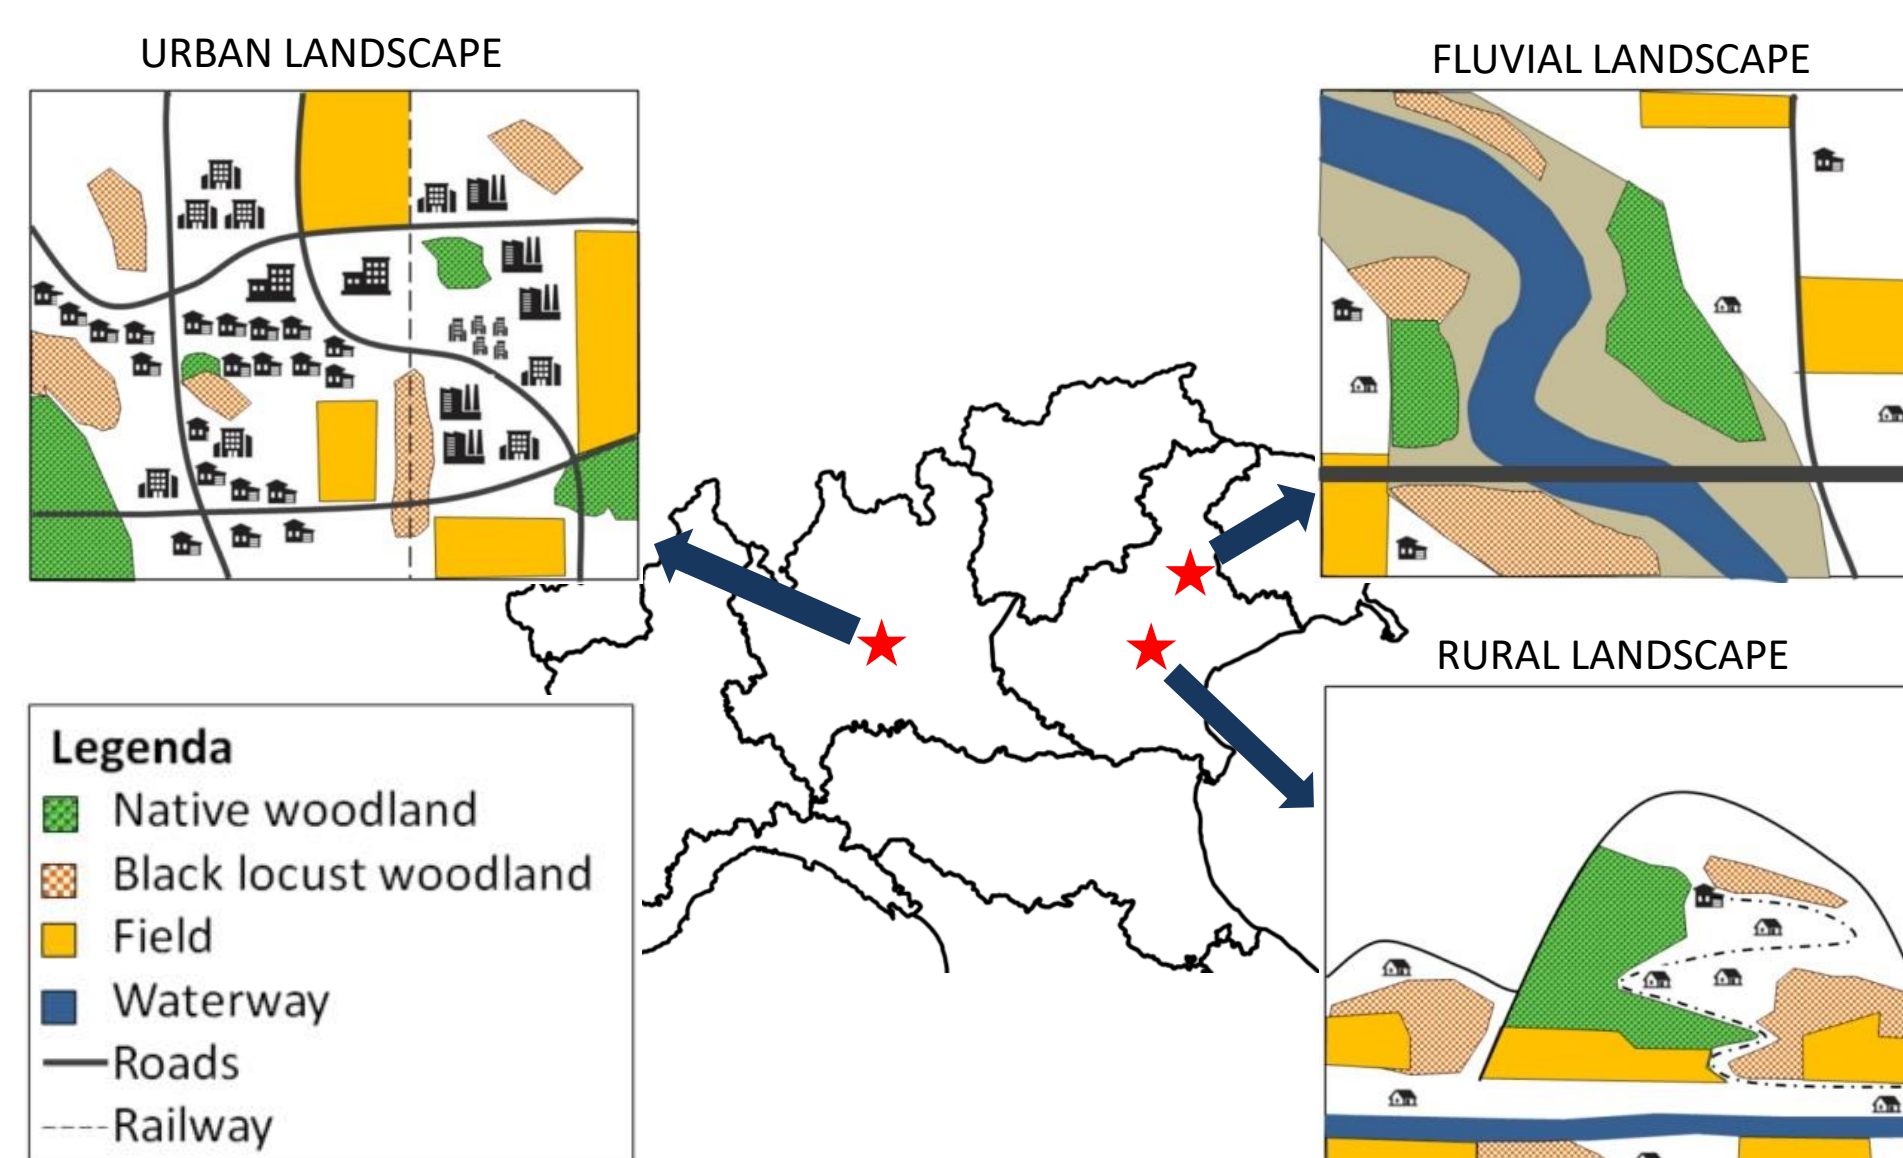 URBAN LANDSCAPE
FLUVIAL LANDSCAPE
RURAL LANDSCAPE
Legenda
Native woodland
Black locust woodland
Field
Waterway
Roads
Railway